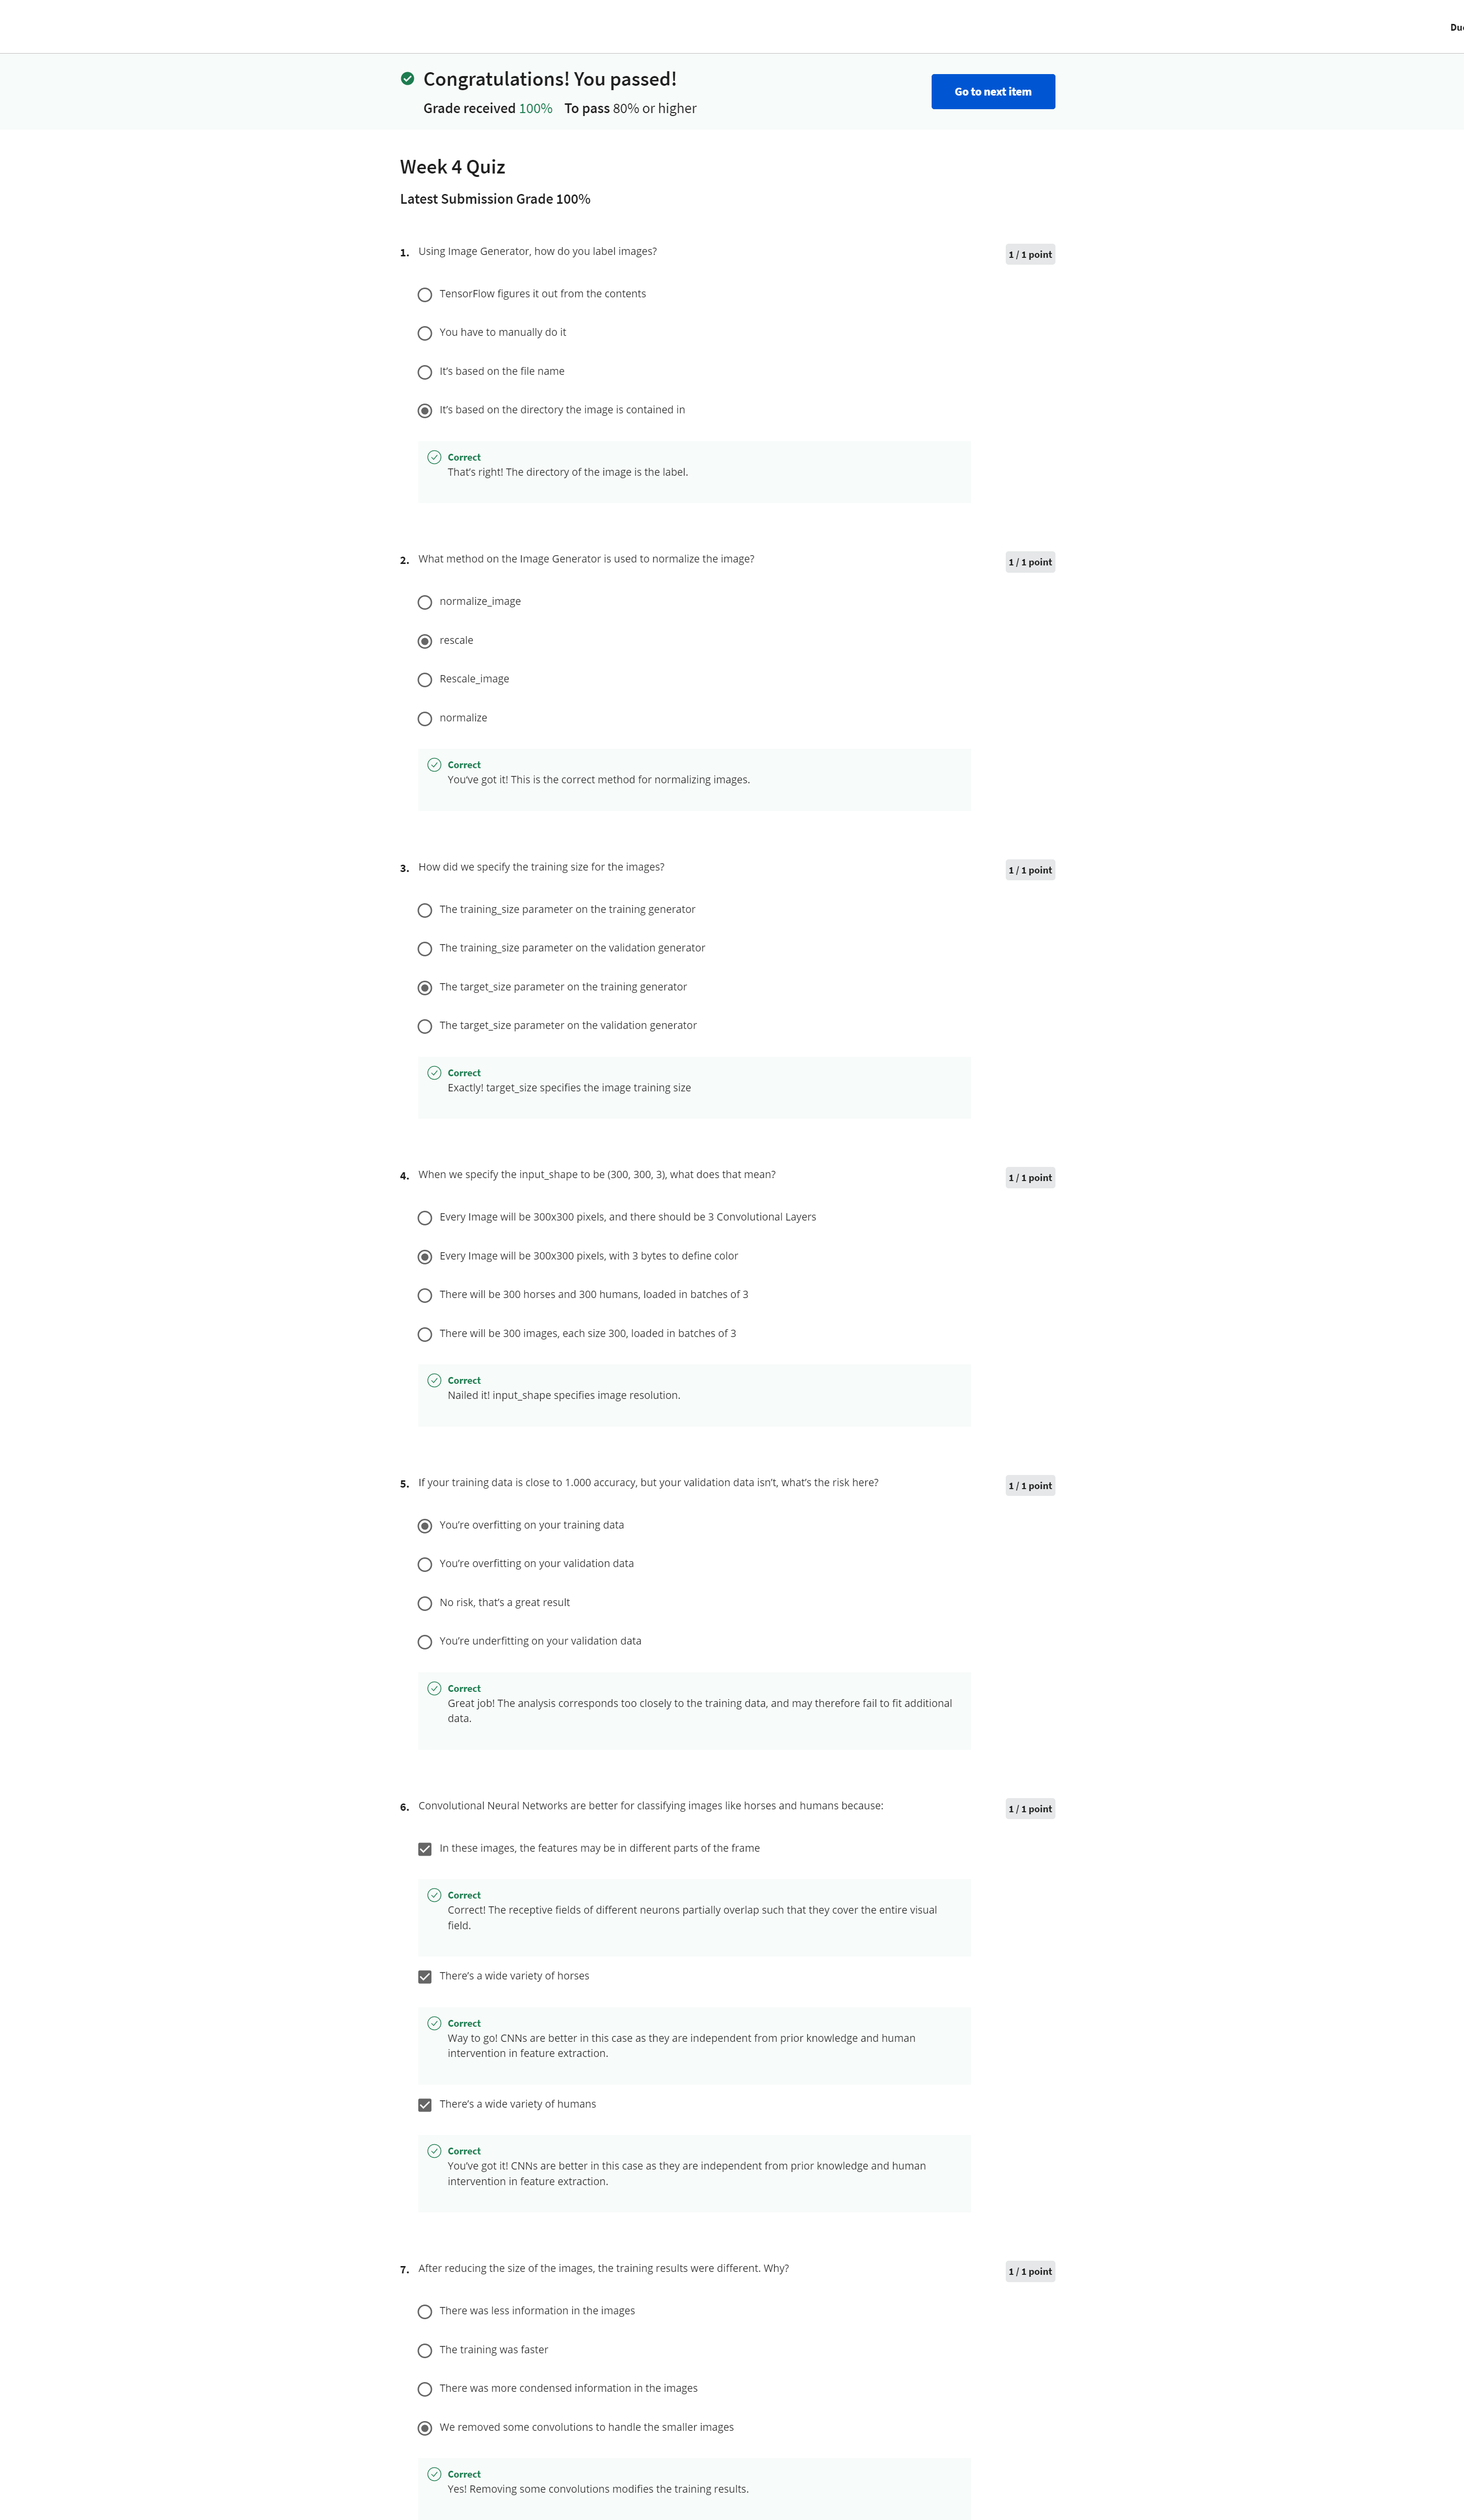 Congratulations! You passed!
Go to next item
Grade received 100% To pass 80% or higher
Week 4 Quiz
Latest Submission Grade 100%
1. Using Image Generator, how do you label images? 1 / 1 point
TensorFlow figures it out from the contents
You have to manually do it
It's based on the file name
It's based on the directory the image is contained in
Correct
That's right! The directory of the image is the label.
2. What method on the Image Generator is used to normalize the image? 1 / 1 point
normalize_image
rescale
Rescale_image
normalize
Correct
You've got it! This is the correct method for normalizing images.
3. How did we specify the training size for the images? 1 / 1 point
The training_size parameter on the training generator
The training_size parameter on the validation generator
The target_size parameter on the training generator
The target_size parameter on the validation generator
Correct
Exactly! target_size specifies the image training size
4. When we specify the input_shape to be (300, 300, 3), what does that mean? 1 / 1 point
Every Image will be 300x300 pixels, and there should be 3 Convolutional Layers
Every Image will be 300x300 pixels, with 3 bytes to define color
There will be 300 horses and 300 humans, loaded in batches of 3
There will be 300 images, each size 300, loaded in batches of 3
Correct
Nailed it! input_shape specifies image resolution.
5. If your training data is close to 1.000 accuracy, but your validation data isn't, what's the risk here? 1 / 1 point
You're overfitting on your training data
You're overfitting on your validation data
No risk, that's a great result
You're underfitting on your validation data
Correct
Great job! The analysis corresponds too closely to the training data, and may therefore fail to fit additional
data.
6. Convolutional Neural Networks are better for classifying images like horses and humans because: 1 / 1 point
In these images, the features may be in different parts of the frame
Correct
Correct! The receptive fields of different neurons partially overlap such that they cover the entire visual
field.
There's a wide variety of horses
Correct
Way to go! CNNs are better in this case as they are independent from prior knowledge and human
intervention in feature extraction.
There's a wide variety of humans
Correct
You've got it! CNNs are better in this case as they are independent from prior knowledge and human
intervention in feature extraction.
7. After reducing the size of the images, the training results were different. Why? 1 / 1 point
There was less information in the images
The training was faster
There was more condensed information in the images
We removed some convolutions to handle the smaller images
Correct
Yes! Removing some convolutions modifies the training results.